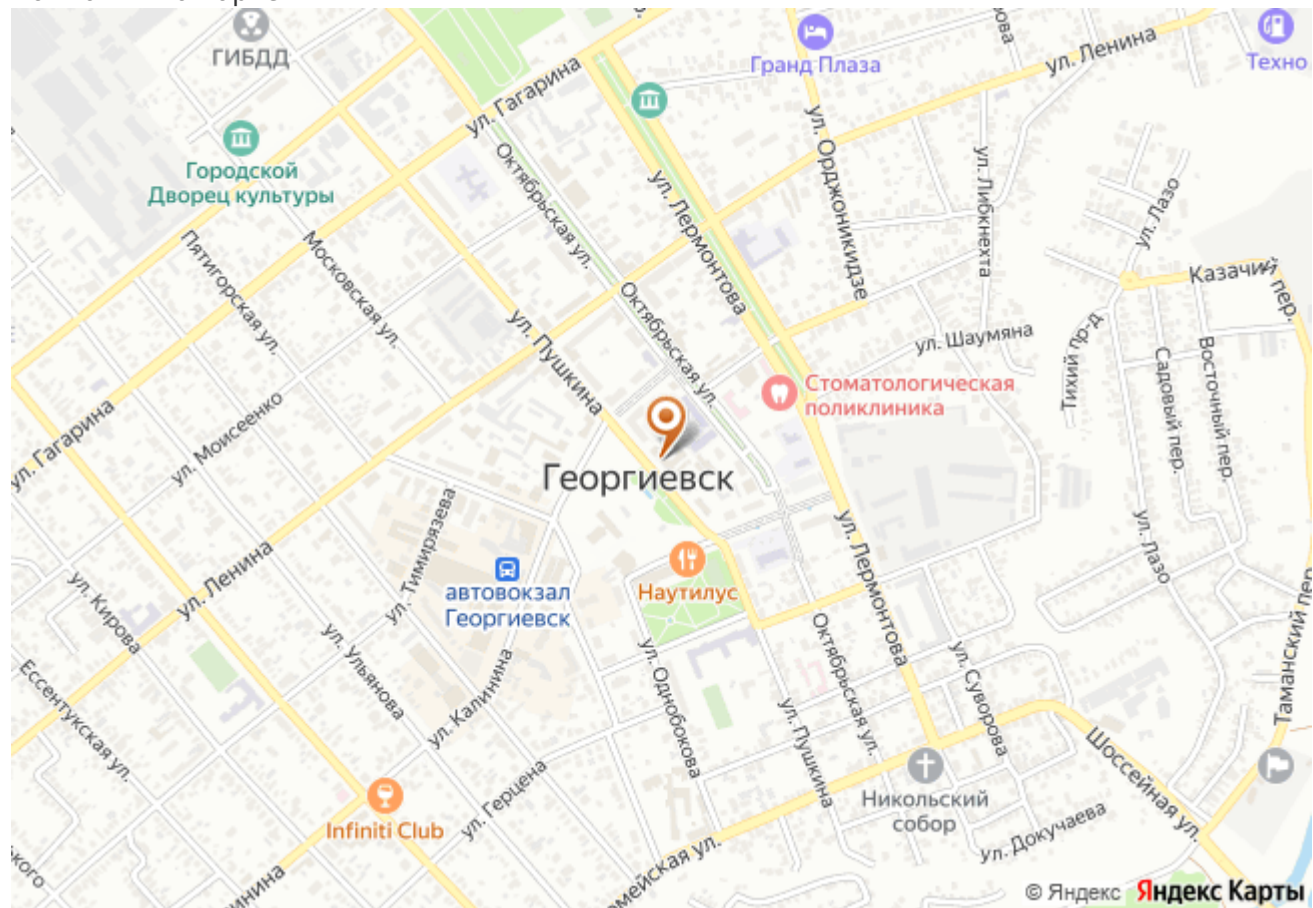 ГИБДД
Гранд Плаза
ул. Ленина
Техно
ул. Гагарина
Городской
Дворец культуры
Октябрьская ул.
ул. Лермонтова
ул. Орджоникидзе
ул. Либкнехта
ул. Лазо
Казачий пер.
Пятигорская ул.
Московская ул.
ул. Пушкина
Октябрьская ул.
ул. Шаумяна
Тихий пр-д
Садовый пер.
Восточный пер.
Стоматологическая
поликлиника
ул. Гагарина
ул. Моисеенко
Георгиевск
ул. Тимирязева
ул. Ленина
автовокзал
Георгиевск
Наутилус
ул. Лермонтова
ул. Лазо
Таманский пер.
ул. Кирова
ул. Ульянова
ул. Калинина
ул. Однобокова
ул. Пушкина
Октябрьская ул.
ул. Суворова
Ессентукская ул.
Шоссейная ул.
Infiniti Club
ул. Герцена
Никольский
собор
ул. Докучаева
© Яндекс Яндекс Карты